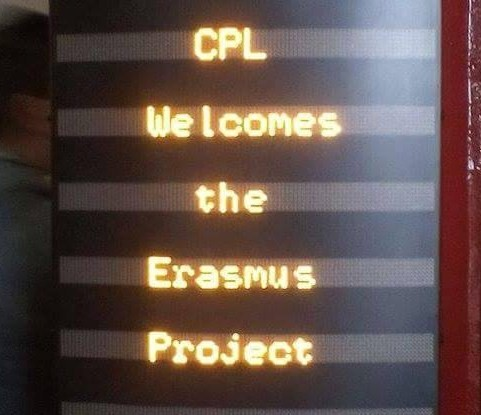 CPL
Welcomes
the
Erasmus
Project